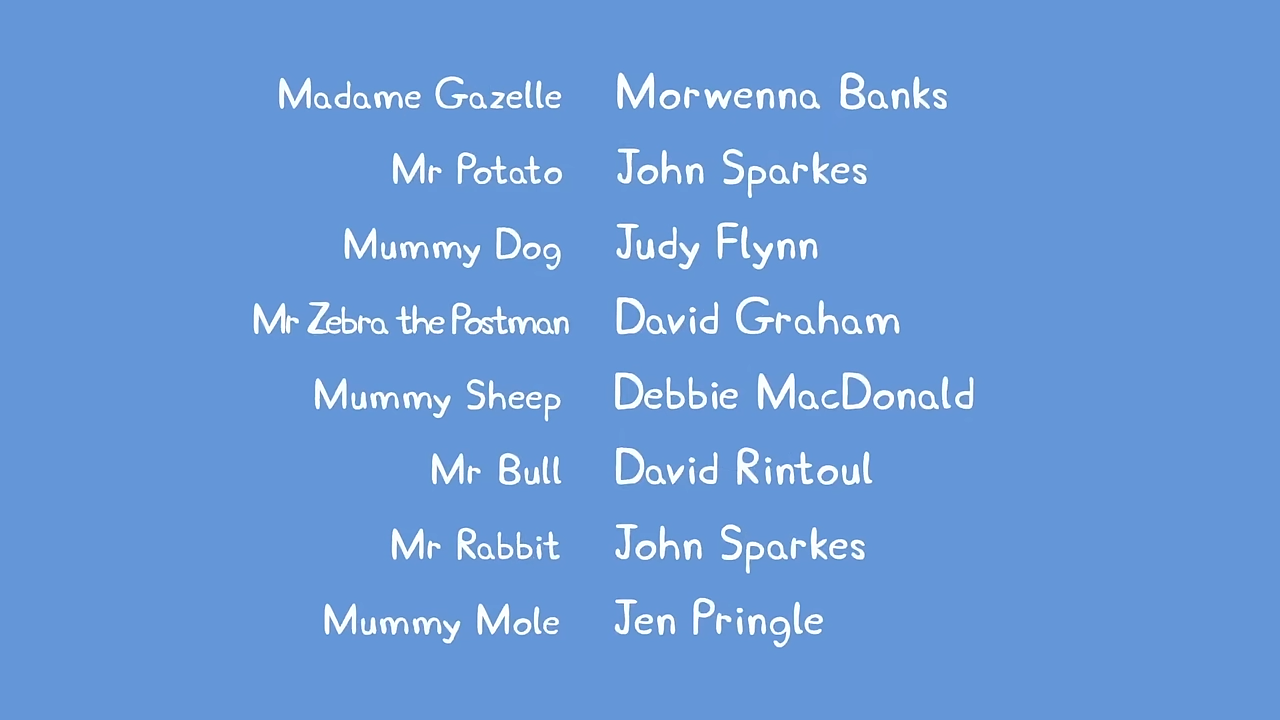 Madame Gazelle Morwenna Banks
Mr Potato John Sparkes
Mummy Dog Judy Flynn
Mr Zebra the Postman David Graham
Mummy Sheep Debbie MacDonald
Mr Bull David Rintoul
Mr Rabbit John Sparkes
Mummy Mole Jen Pringle